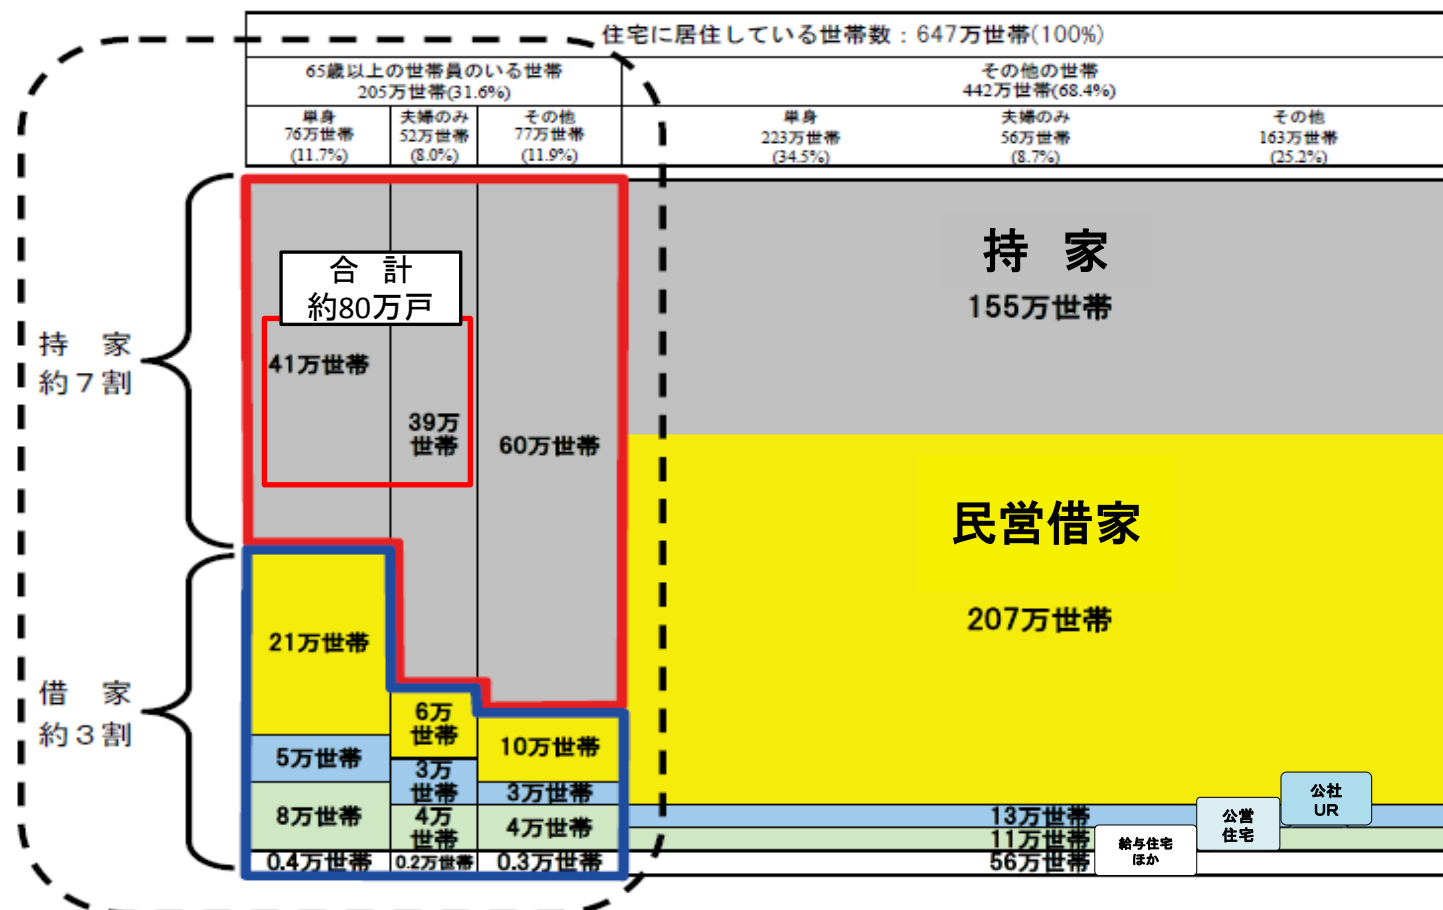 住宅に居住している世帯数：647万世帯(100%)
65歳以上の世帯員のいる世帯
205万世帯(31.6%)
その他の世帯
442万世帯(68.4%)
単身
76万世帯
(11.7%)
夫婦のみ
52万世帯
(8.0%)
その他
77万世帯
(11.9%)
単身
223万世帯
(34.5%)
夫婦のみ
56万世帯
(8.7%)
その他
163万世帯
(25.2%)
持　家
約７割
合　計
約80万戸
41万世帯
39万
世帯
60万世帯
持　家
155万世帯
民営借家
207万世帯
借　家
約３割
21万世帯
6万
世帯
10万世帯
5万世帯
3万
世帯
3万世帯
13万世帯
公社
UR
8万世帯
4万
世帯
4万世帯
11万世帯
公営
住宅
0.4万世帯
0.2万世帯
0.3万世帯
56万世帯
給与住宅
ほか